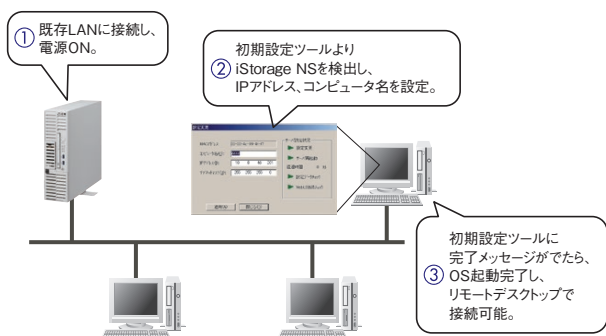 ① 既存LANに接続し、
電源ON。
初期設定ツールより
② iStorage NSを検出し、
IPアドレス、コンピュータ名を設定。
初期設定ツールに
完了メッセージがでたら、
③ OS起動完了し、
リモートデスクトップで
接続可能。